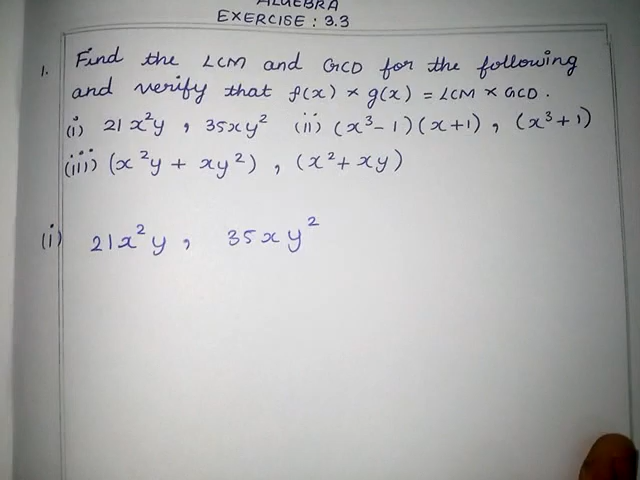 ALGEBRA
EXERCISE : 3.3
1. Find the LCM and GCD for the following
and verify that f(x) × g(x) = LCM × GCD.
(i) 21x²y , 35xy² (ii) (x³-1)(x+1) , (x³+1)
(iii) (x²y + xy²) , (x²+xy)
(i) 21x²y , 35xy²